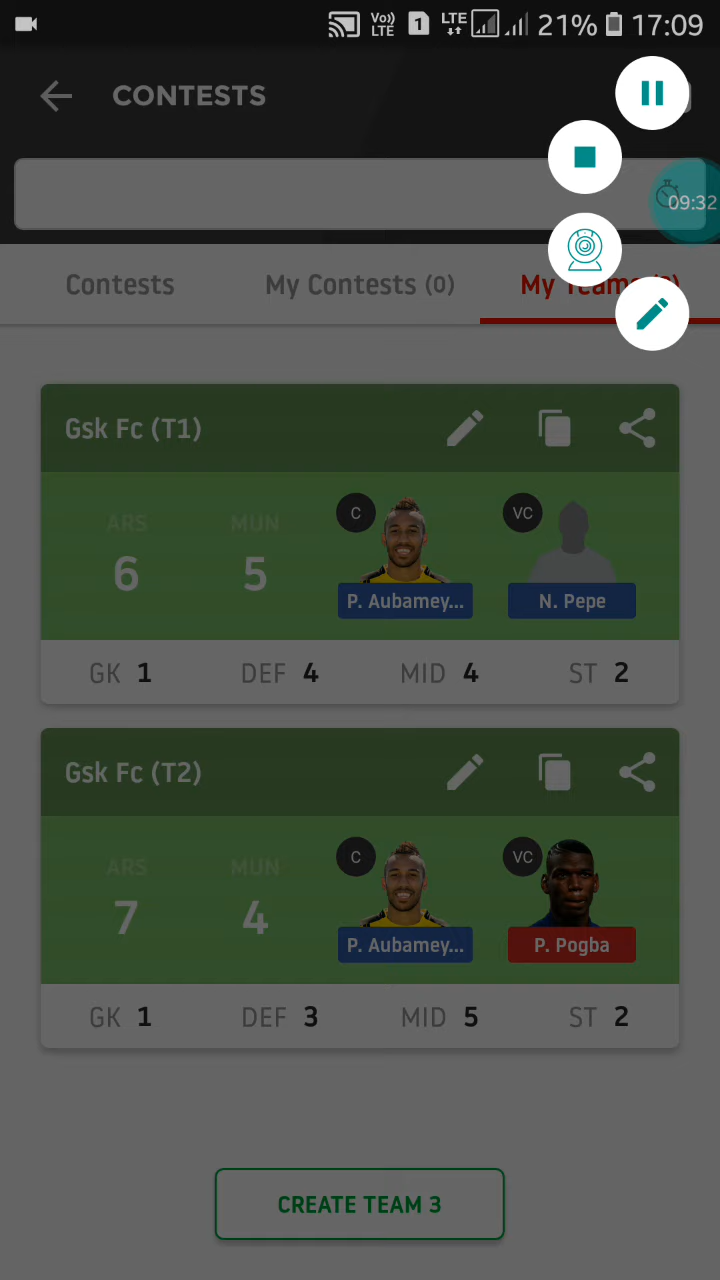 Vo)) LTE 1 LTE 21% 17:09
CONTESTS
09:32
Contests My Contests (0) My Teams
Gsk Fc (T1)
ARS MUN C VC
6 5
P. Aubamey... N. Pepe
GK 1 DEF 4 MID 4 ST 2
Gsk Fc (T2)
ARS MUN C VC
7 4
P. Aubamey... P. Pogba
GK 1 DEF 3 MID 5 ST 2
CREATE TEAM 3